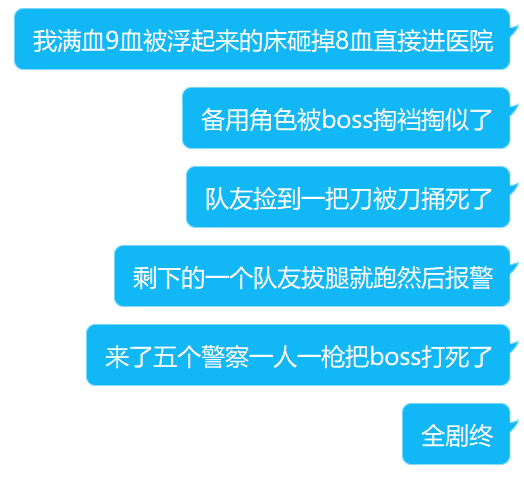 我满血9血被浮起来的床砸掉8血直接进医院
备用角色被boss掏裆掏似了
队友捡到一把刀被刀捅死了
剩下的一个队友拔腿就跑然后报警
来了五个警察一人一枪把boss打死了
全剧终